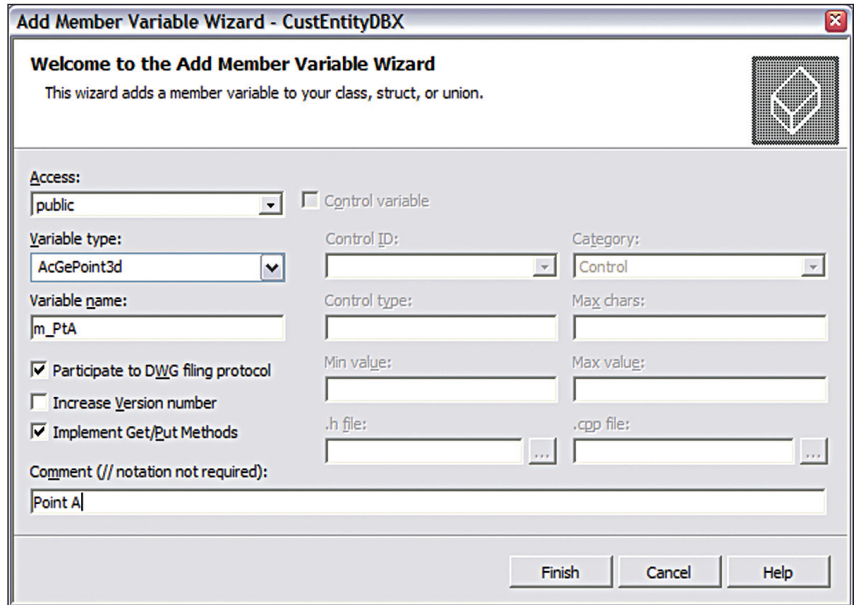 Add Member Variable Wizard - CustEntityDBX
Welcome to the Add Member Variable Wizard
This wizard adds a member variable to your class, struct, or union.
Access:
public
Control variable
Variable type:
Control ID:
Category:
AcGePoint3d
Control
Variable name:
Control type:
Max chars:
m_PtA
Participate to DWG filing protocol
Min value:
Max value:
Increase Version number
Implement Get/Put Methods
.h file:
.cpp file:
...
...
Comment (// notation not required):
Point A
Finish
Cancel
Help